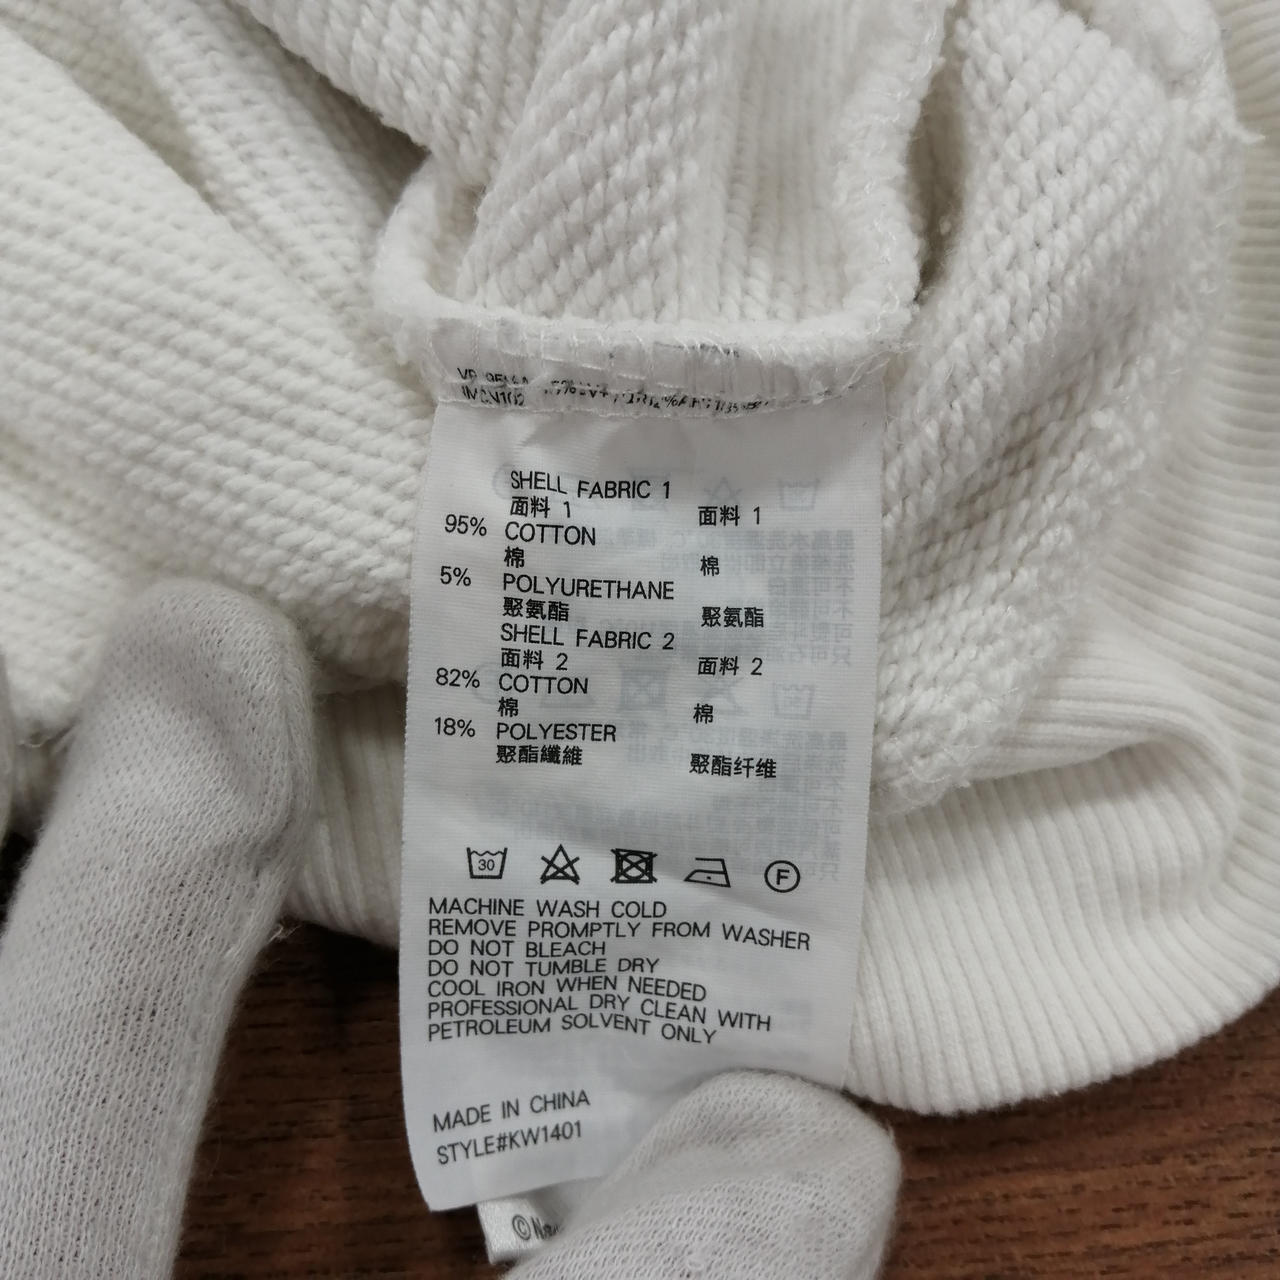 SHELL FABRIC 1
面料 1 面料 1
95% COTTON
棉 棉
5% POLYURETHANE
聚氨酯 聚氨酯
SHELL FABRIC 2
面料 2 面料 2
82% COTTON
棉 棉
18% POLYESTER
聚酯纖維 聚酯纤维
30 F
MACHINE WASH COLD
REMOVE PROMPTLY FROM WASHER
DO NOT BLEACH
DO NOT TUMBLE DRY
COOL IRON WHEN NEEDED
PROFESSIONAL DRY CLEAN WITH
PETROLEUM SOLVENT ONLY
MADE IN CHINA
STYLE#KW1401